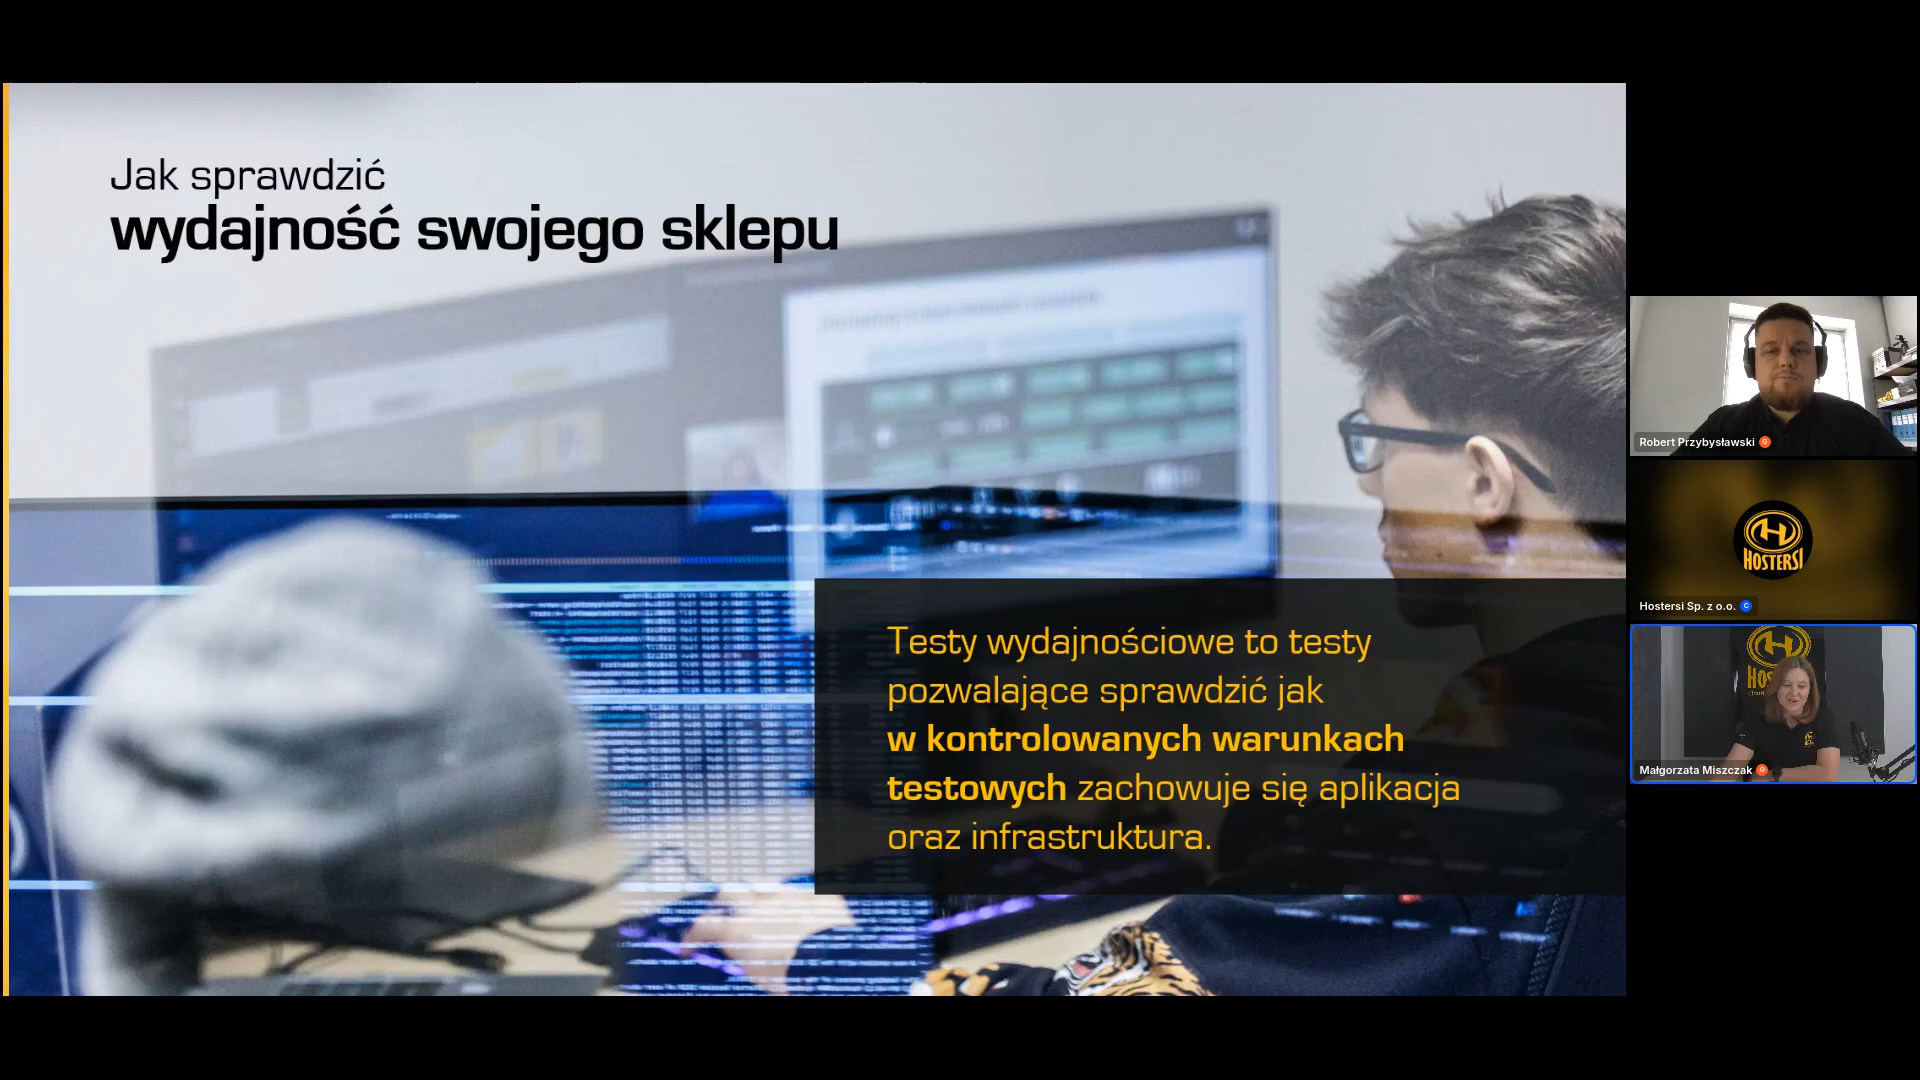 Jak sprawdzić
wydajność swojego sklepu
Testy wydajnościowe to testy
pozwalające sprawdzić jak
w kontrolowanych warunkach
testowych zachowuje się aplikacja
oraz infrastruktura.
Robert Przybysławski G
HOSTERSI
Hostersi Sp. z o.o. C
Małgorzata Miszczak G